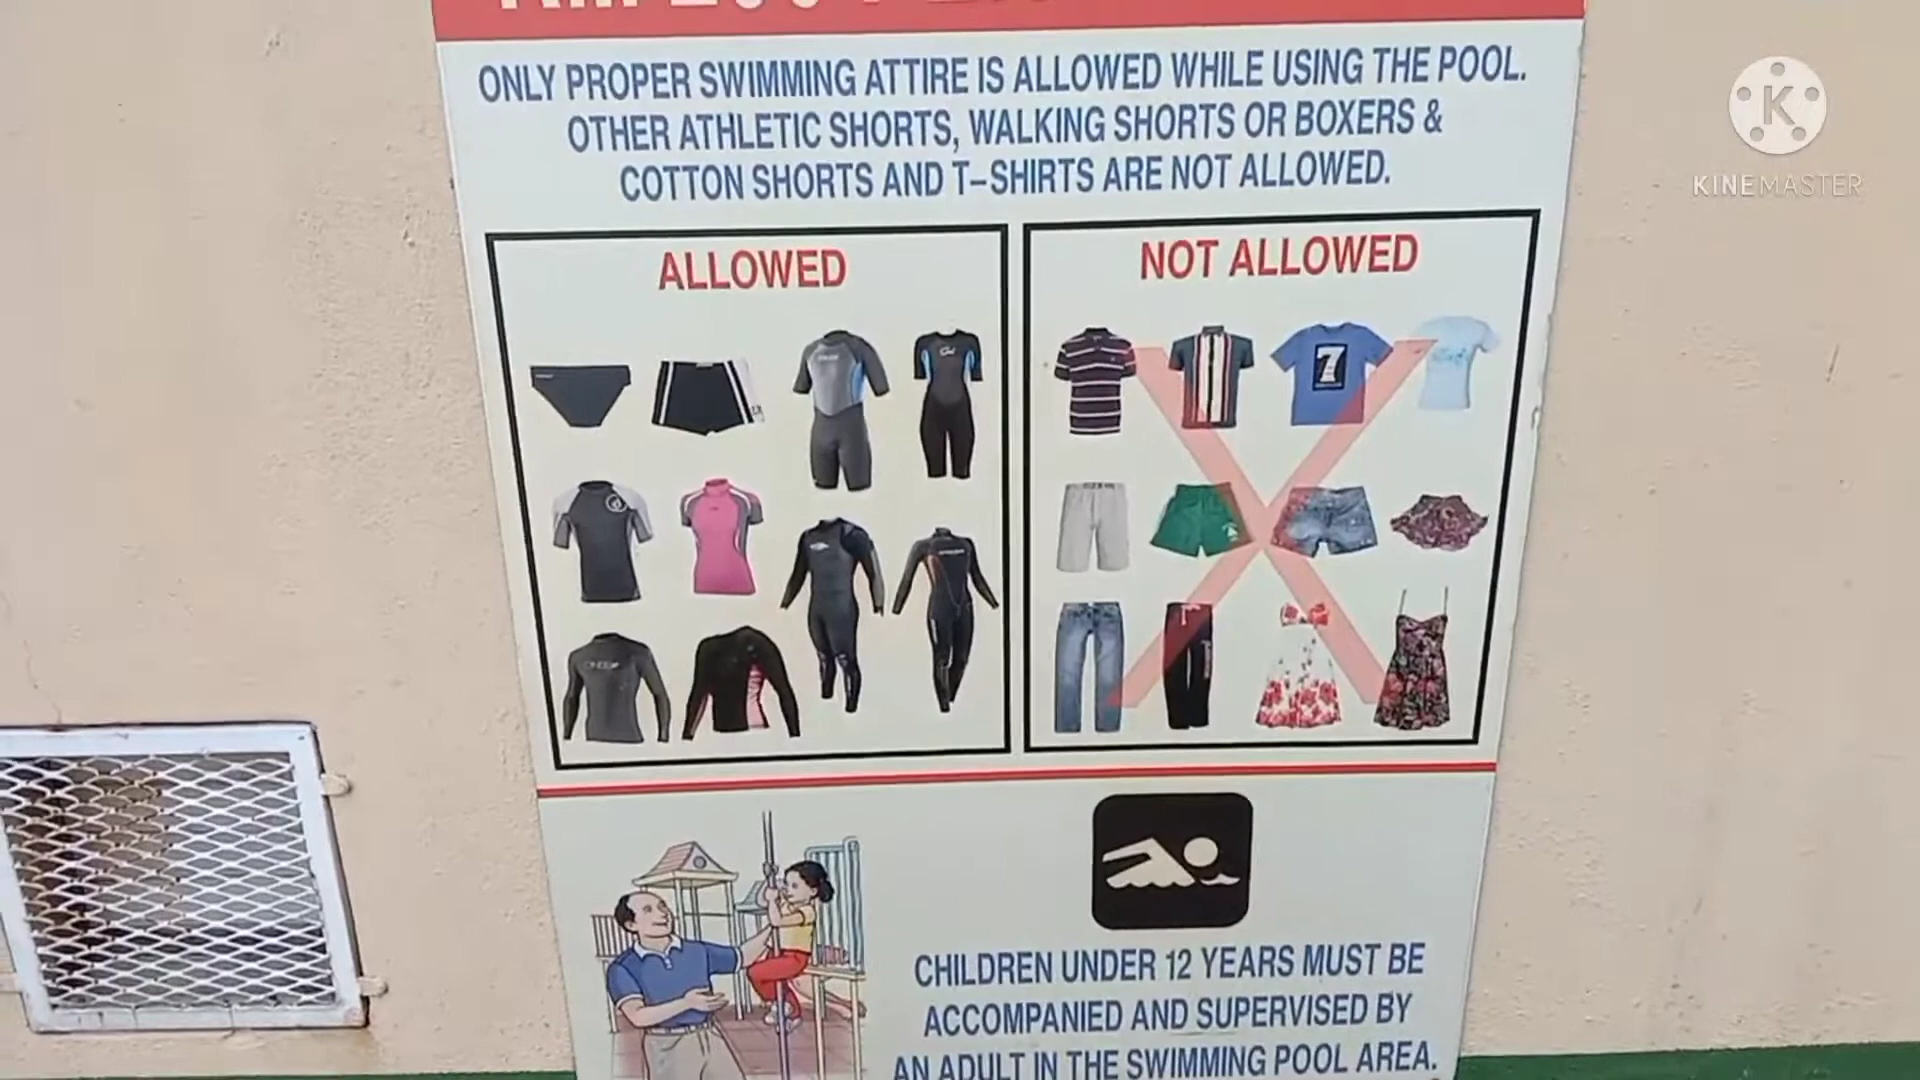 ONLY PROPER SWIMMING ATTIRE IS ALLOWED WHILE USING THE POOL.
OTHER ATHLETIC SHORTS, WALKING SHORTS OR BOXERS &
COTTON SHORTS AND T-SHIRTS ARE NOT ALLOWED.
ALLOWED
NOT ALLOWED
7
CHILDREN UNDER 12 YEARS MUST BE
ACCOMPANIED AND SUPERVISED BY
AN ADULT IN THE SWIMMING POOL AREA.
K
KINEMASTER